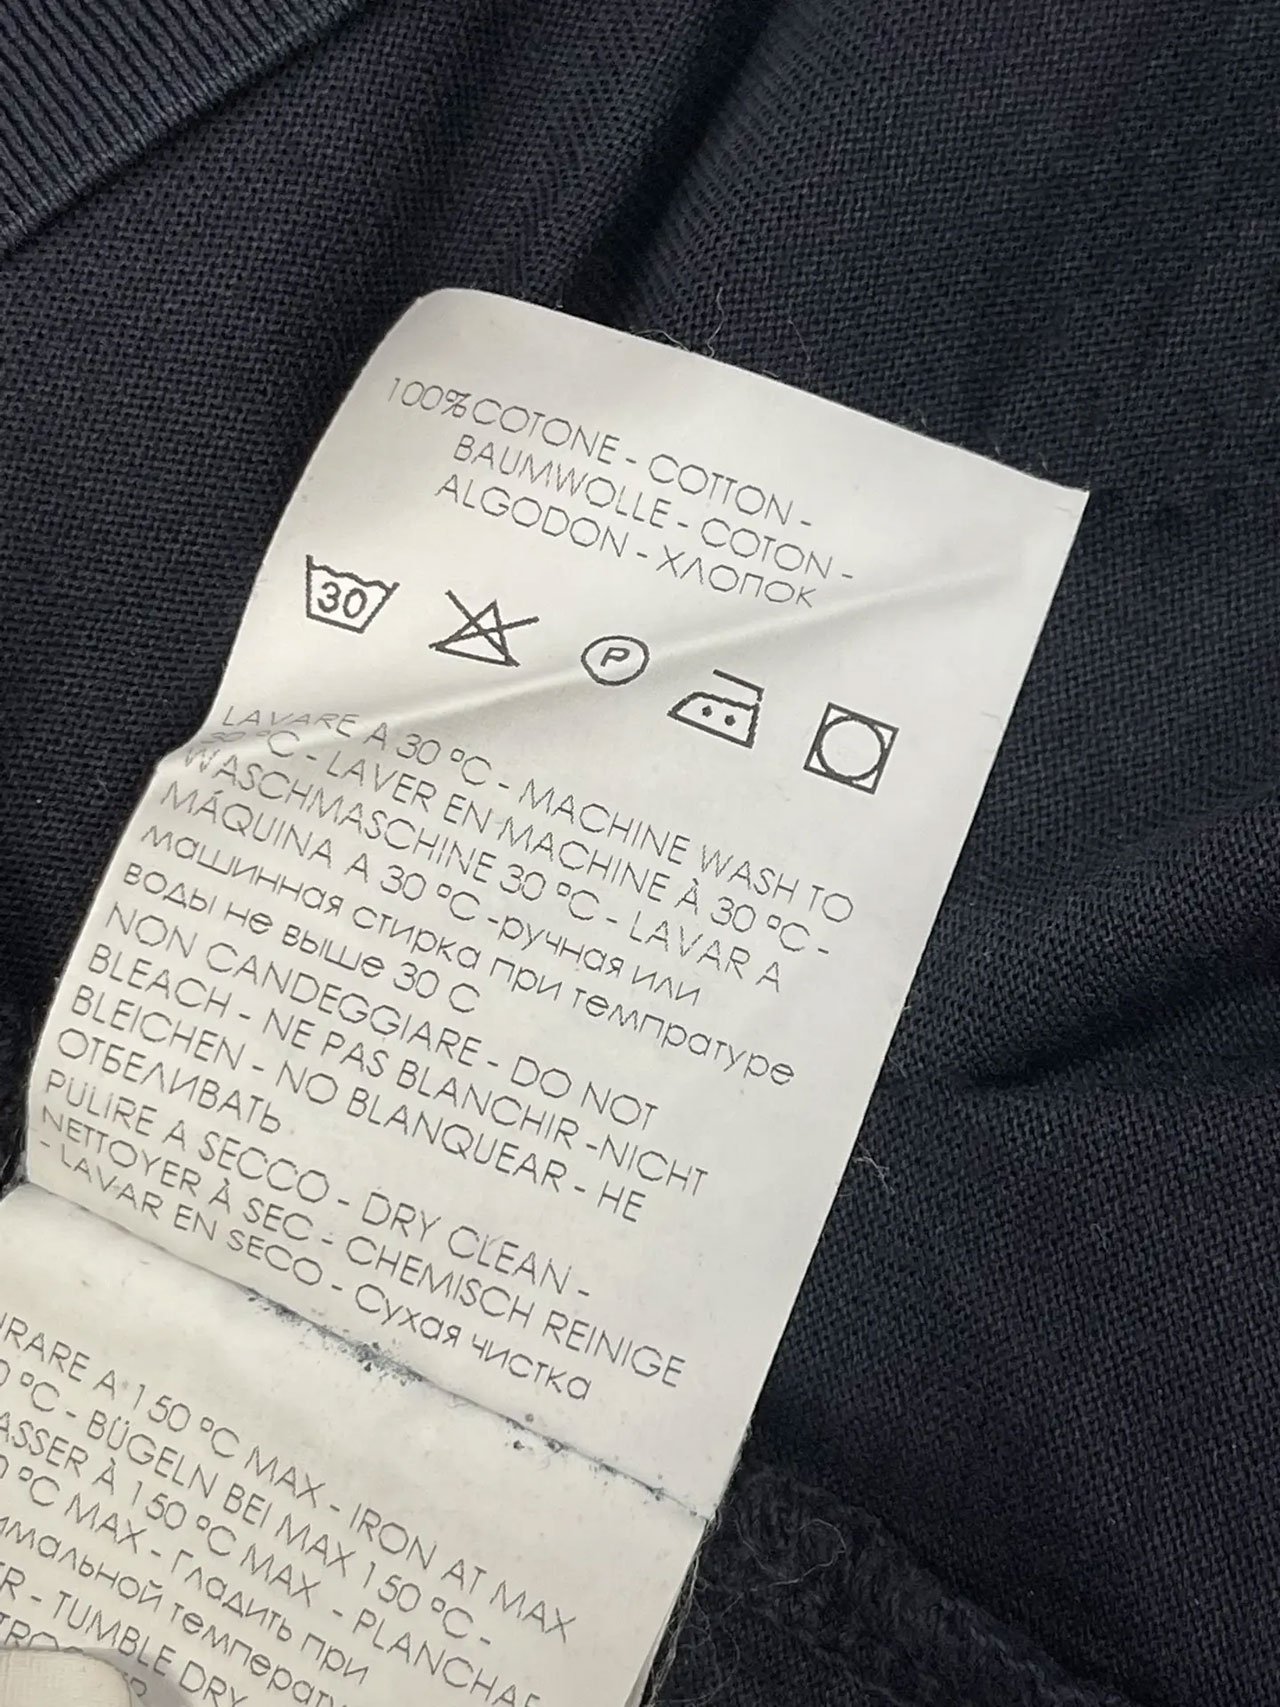 100%COTONE - COTTON -
BAUMWOLLE - COTON -
ALGODON - ХЛОПОК
30
P
LAVARE A 30 °C - MACHINE WASH TO
30 °C - LAVER EN MACHINE À 30 °C -
WASCHMASCHINE 30 °C - LAVAR A
MÁQUINA A 30 °C -ручная или
машинная стирка при темпратуре
воды не выше 30 С
NON CANDEGGIARE - DO NOT
BLEACH - NE PAS BLANCHIR -NICHT
BLEICHEN - NO BLANQUEAR - НЕ
ОТБЕЛИВАТЬ
PULIRE A SECCO - DRY CLEAN -
NETTOYER À SEC - CHEMISCH REINIGE
- LAVAR EN SECO - Сухая чистка
A 150 °C MAX - IRON AT MAX
°C - BÜGELN BEI MAX 150 °C -
À 150 °C MAX - PLANCHA
°C MAX - Гладить при
- TUMBLE DRY